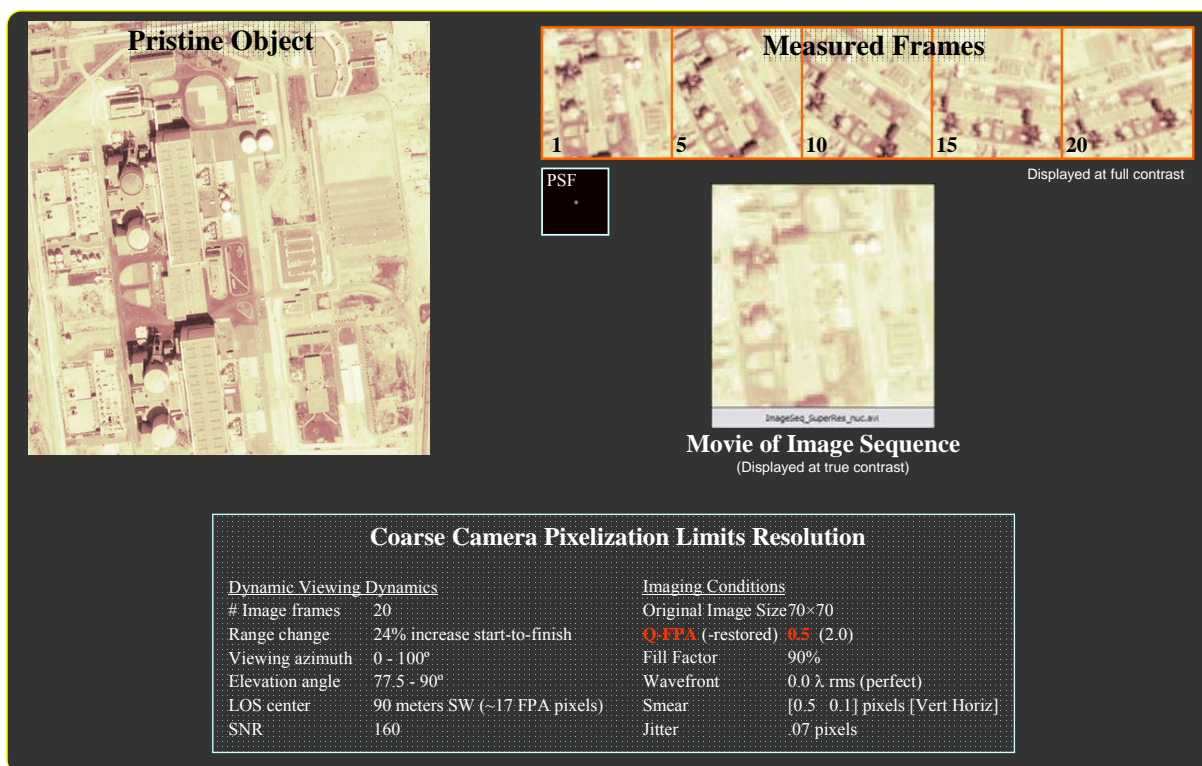 Pristine Object
Measured Frames
1 5 10 15 20
Displayed at full contrast
PSF
ImageSeq_SuperRes_nuc.avi
Movie of Image Sequence
(Displayed at true contrast)
Coarse Camera Pixelization Limits Resolution
Dynamic Viewing Dynamics
# Image frames 20
Range change 24% increase start-to-finish
Viewing azimuth 0 - 100º
Elevation angle 77.5 - 90º
LOS center 90 meters SW (~17 FPA pixels)
SNR 160
Imaging Conditions
Original Image Size 70×70
Q-FPA (-restored) 0.5 (2.0)
Fill Factor 90%
Wavefront 0.0 λ rms (perfect)
Smear [0.5 0.1] pixels [Vert Horiz]
Jitter .07 pixels